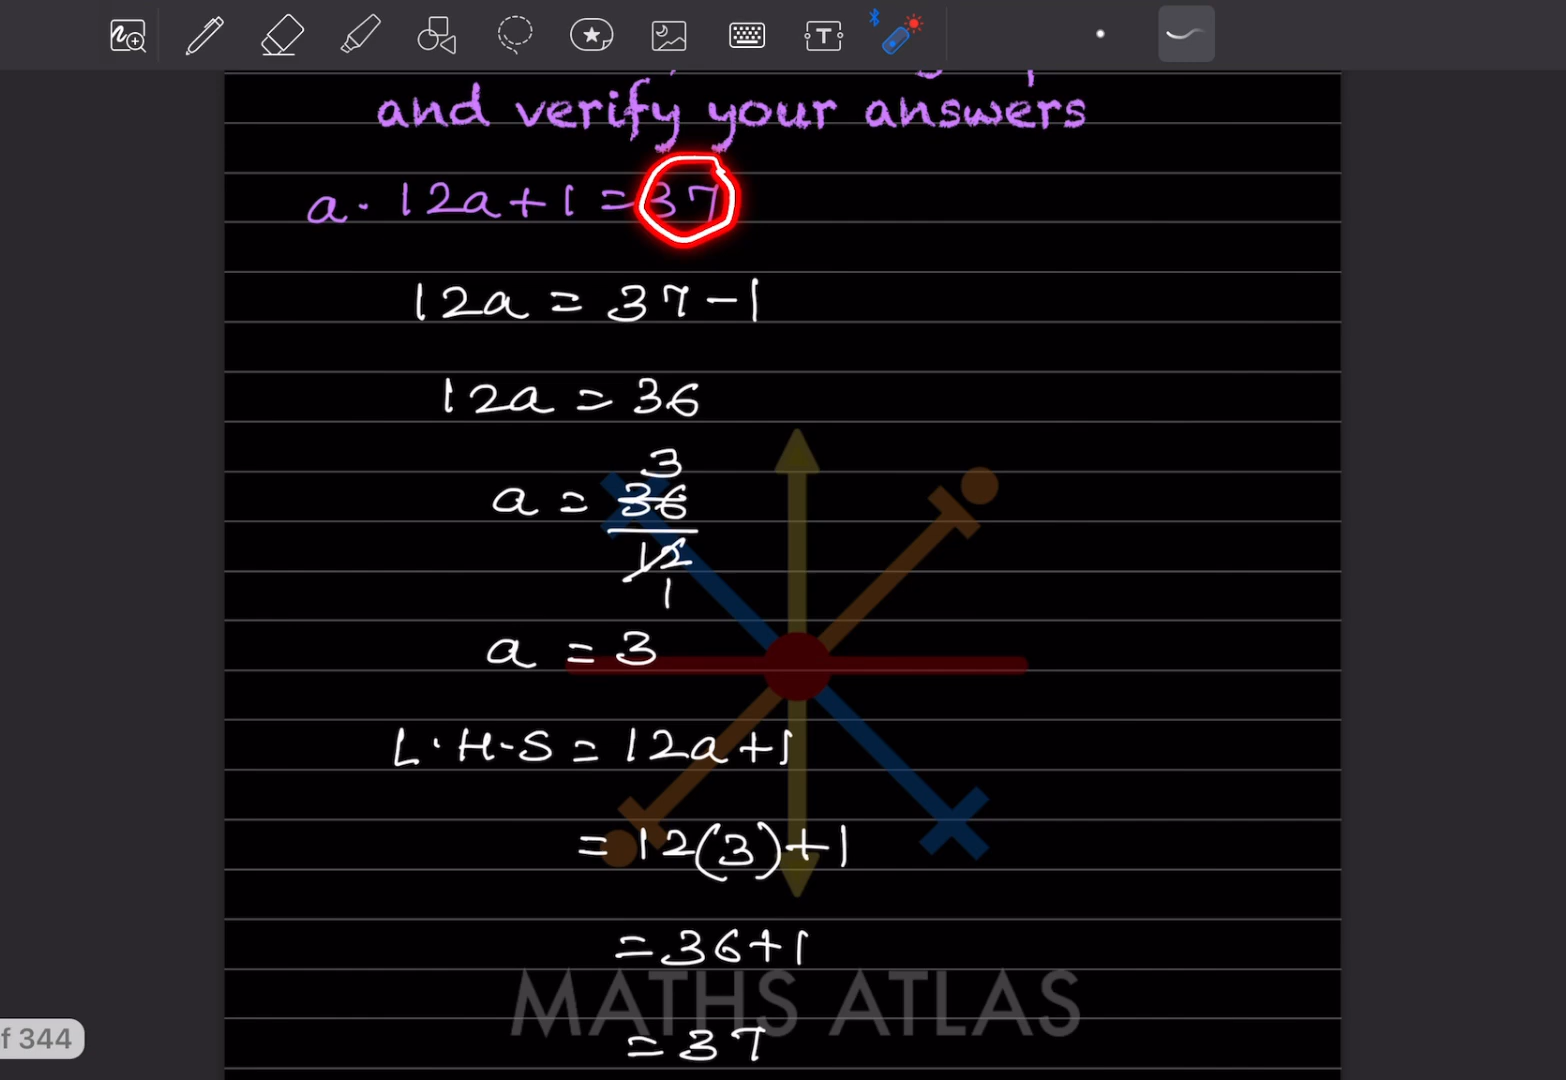 and verify your answers
a. 12a+1=37
12a = 37-1
12a = 36
3
a = 36
12
1
a = 3
L.H.S = 12a+1
= 12(3)+1
= 36+1
MATHS ATLAS
= 37
f 344